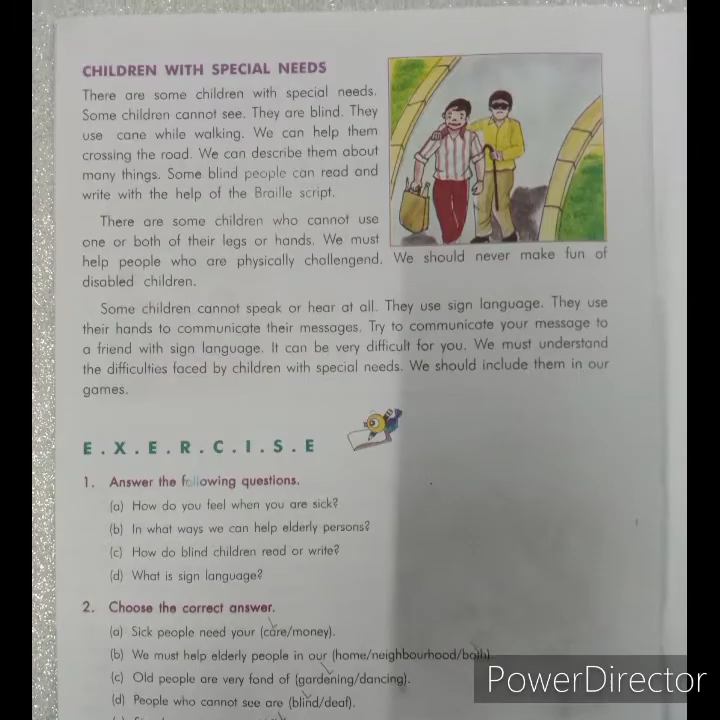 CHILDREN WITH SPECIAL NEEDS
There are some children with special needs.
Some children cannot see. They are blind. They
use cane while walking. We can help them
crossing the road. We can describe them about
many things. Some blind people can read and
write with the help of the Braille script.
There are some children who cannot use
one or both of their legs or hands. We must
help people who are physically challengend. We should never make fun of
disabled children.
Some children cannot speak or hear at all. They use sign language. They use
their hands to communicate their messages. Try to communicate your message to
a friend with sign language. It can be very difficult for you. We must understand
the difficulties faced by children with special needs. We should include them in our
games.
E.X.E.R.C.I.S.E
1. Answer the following questions.
(a) How do you feel when you are sick?
(b) In what ways we can help elderly persons?
(c) How do blind children read or write?
(d) What is sign language?
2. Choose the correct answer.
(a) Sick people need your (care/money).
(b) We must help elderly people in our (home/neighbourhood/both).
(c) Old people are very fond of (gardening/dancing).
(d) People who cannot see are (blind/deaf).
PowerDirector